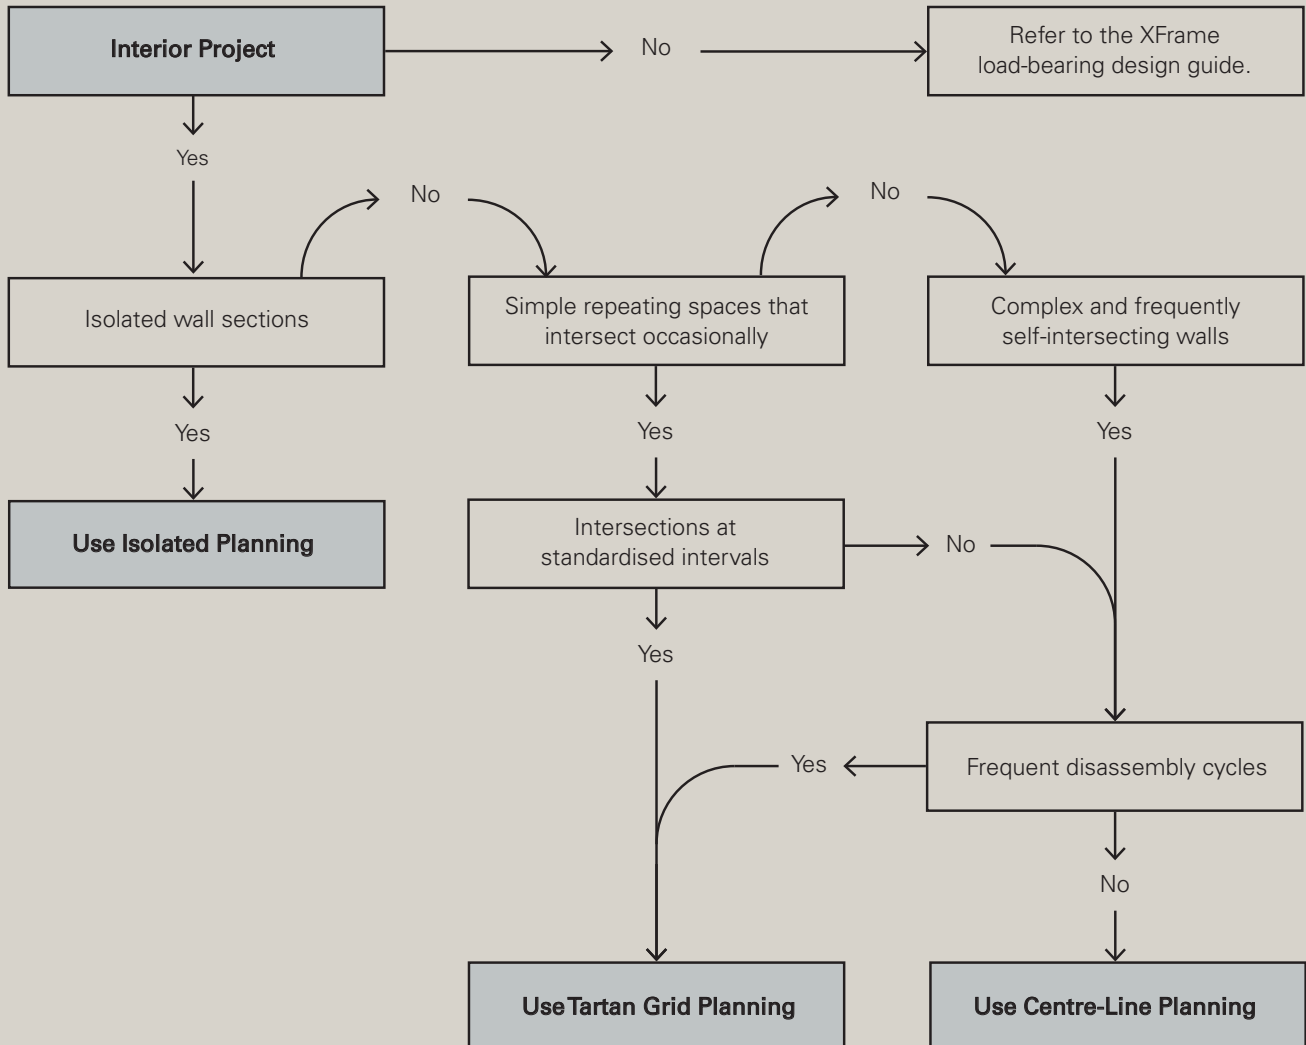 Interior Project
No
Refer to the XFrame
load-bearing design guide.
Yes
No
No
Isolated wall sections
Simple repeating spaces that
intersect occasionally
Complex and frequently
self-intersecting walls
Yes
Yes
Yes
Use Isolated Planning
Intersections at
standardised intervals
No
Yes
Yes
Frequent disassembly cycles
No
Use Tartan Grid Planning
Use Centre-Line Planning